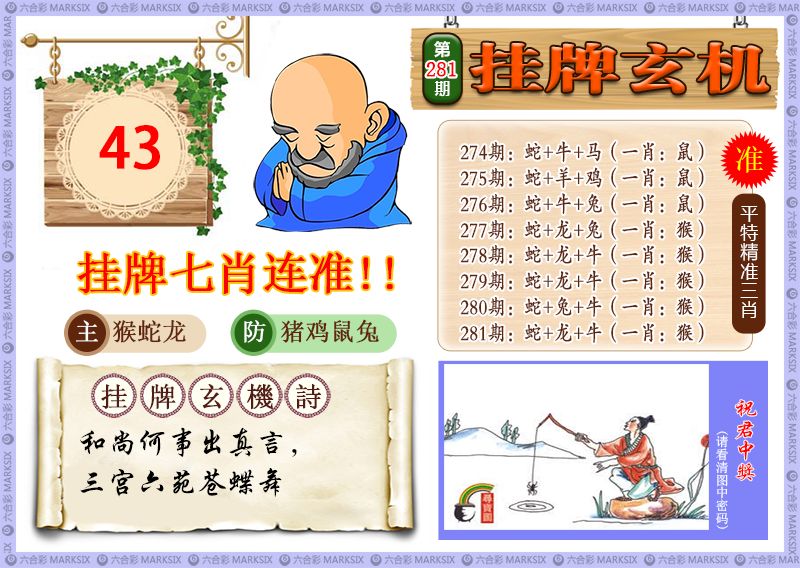 六合彩 MARKSIX
43
第281期
挂牌玄机
274期：蛇+牛+马（一肖：鼠）
275期：蛇+羊+鸡（一肖：鼠）
276期：蛇+牛+兔（一肖：鼠）
277期：蛇+龙+兔（一肖：猴）
278期：蛇+龙+牛（一肖：猴）
279期：蛇+龙+牛（一肖：猴）
280期：蛇+兔+牛（一肖：猴）
281期：蛇+龙+牛（一肖：猴）
准
平特精准三肖
挂牌七肖连准!!
主 猴蛇龙
防 猪鸡鼠兔
挂牌玄機詩
和尚何事出真言，
三宫六苑苍蝶舞
尋寶圖
祝君中奖
(请看清图中密码)